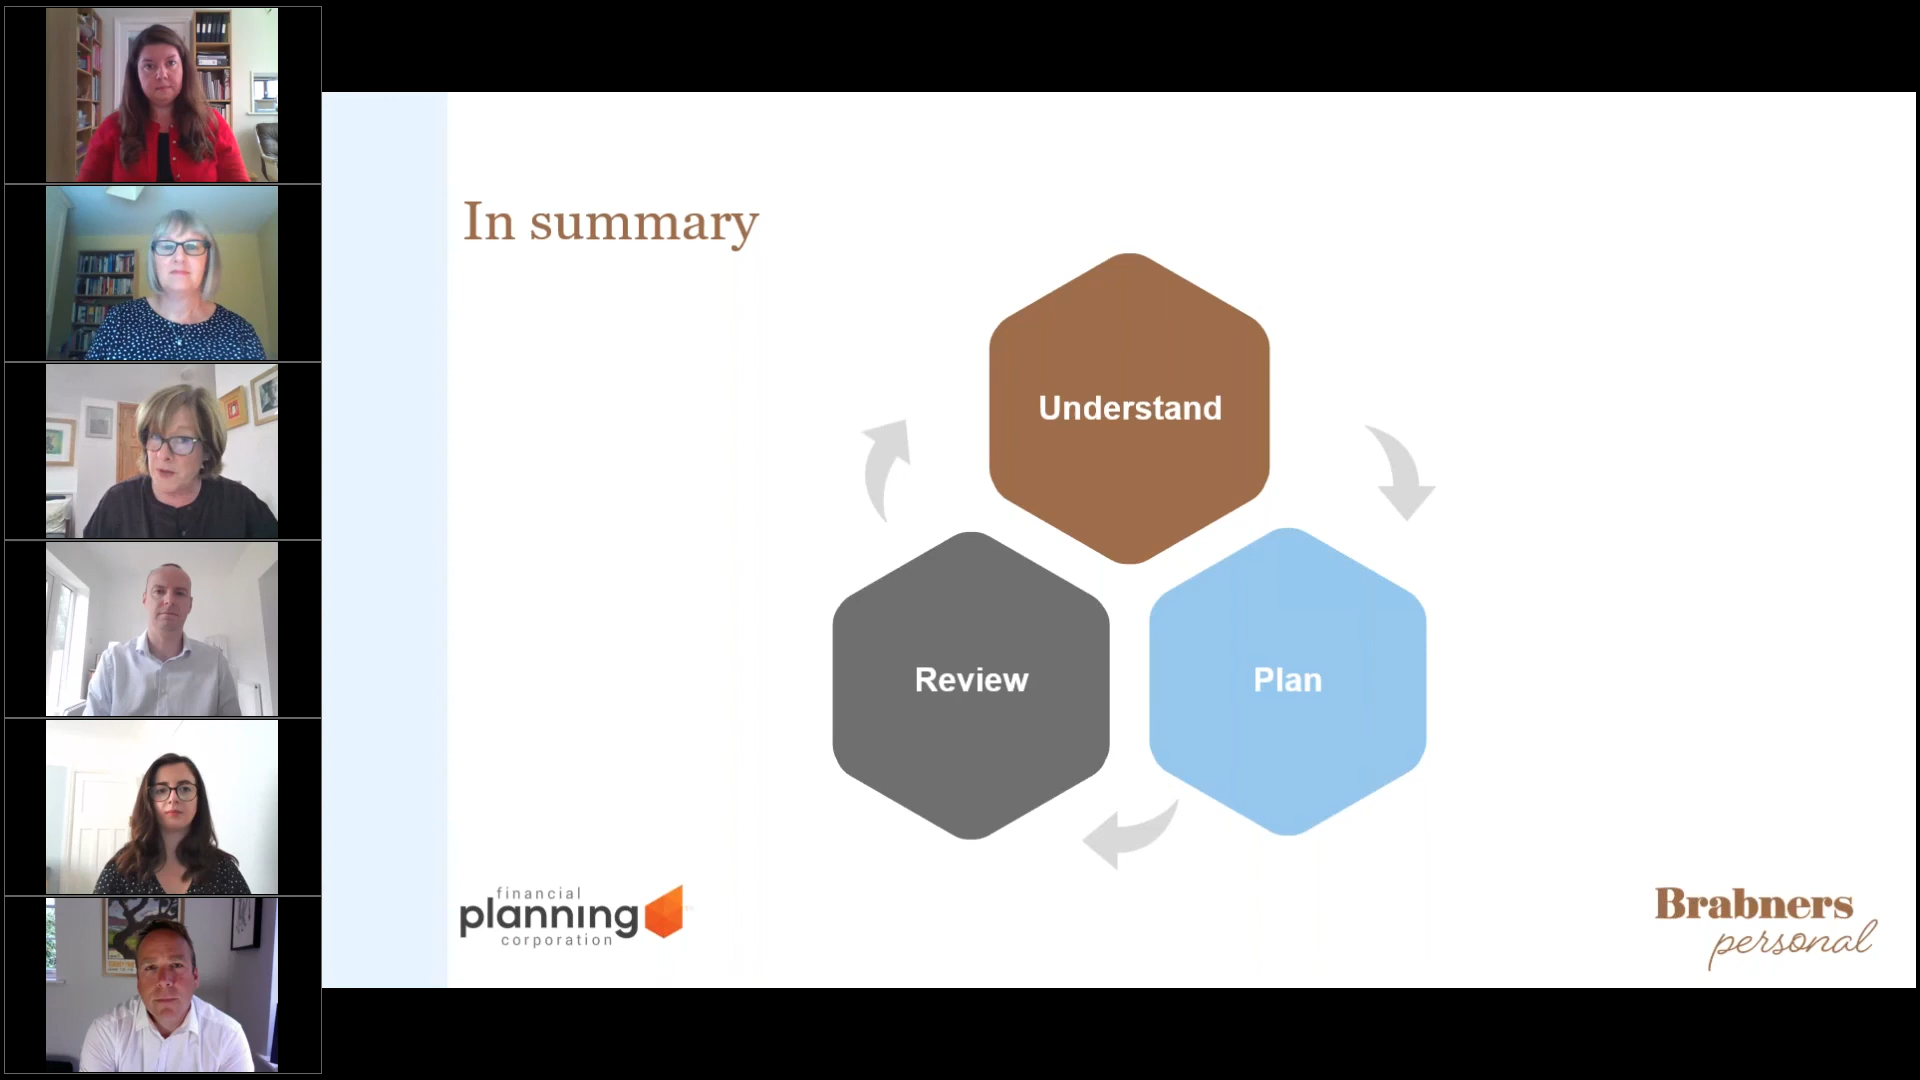 In summary
Understand
Review
Plan
financial
planning
corporation
Brabners
personal